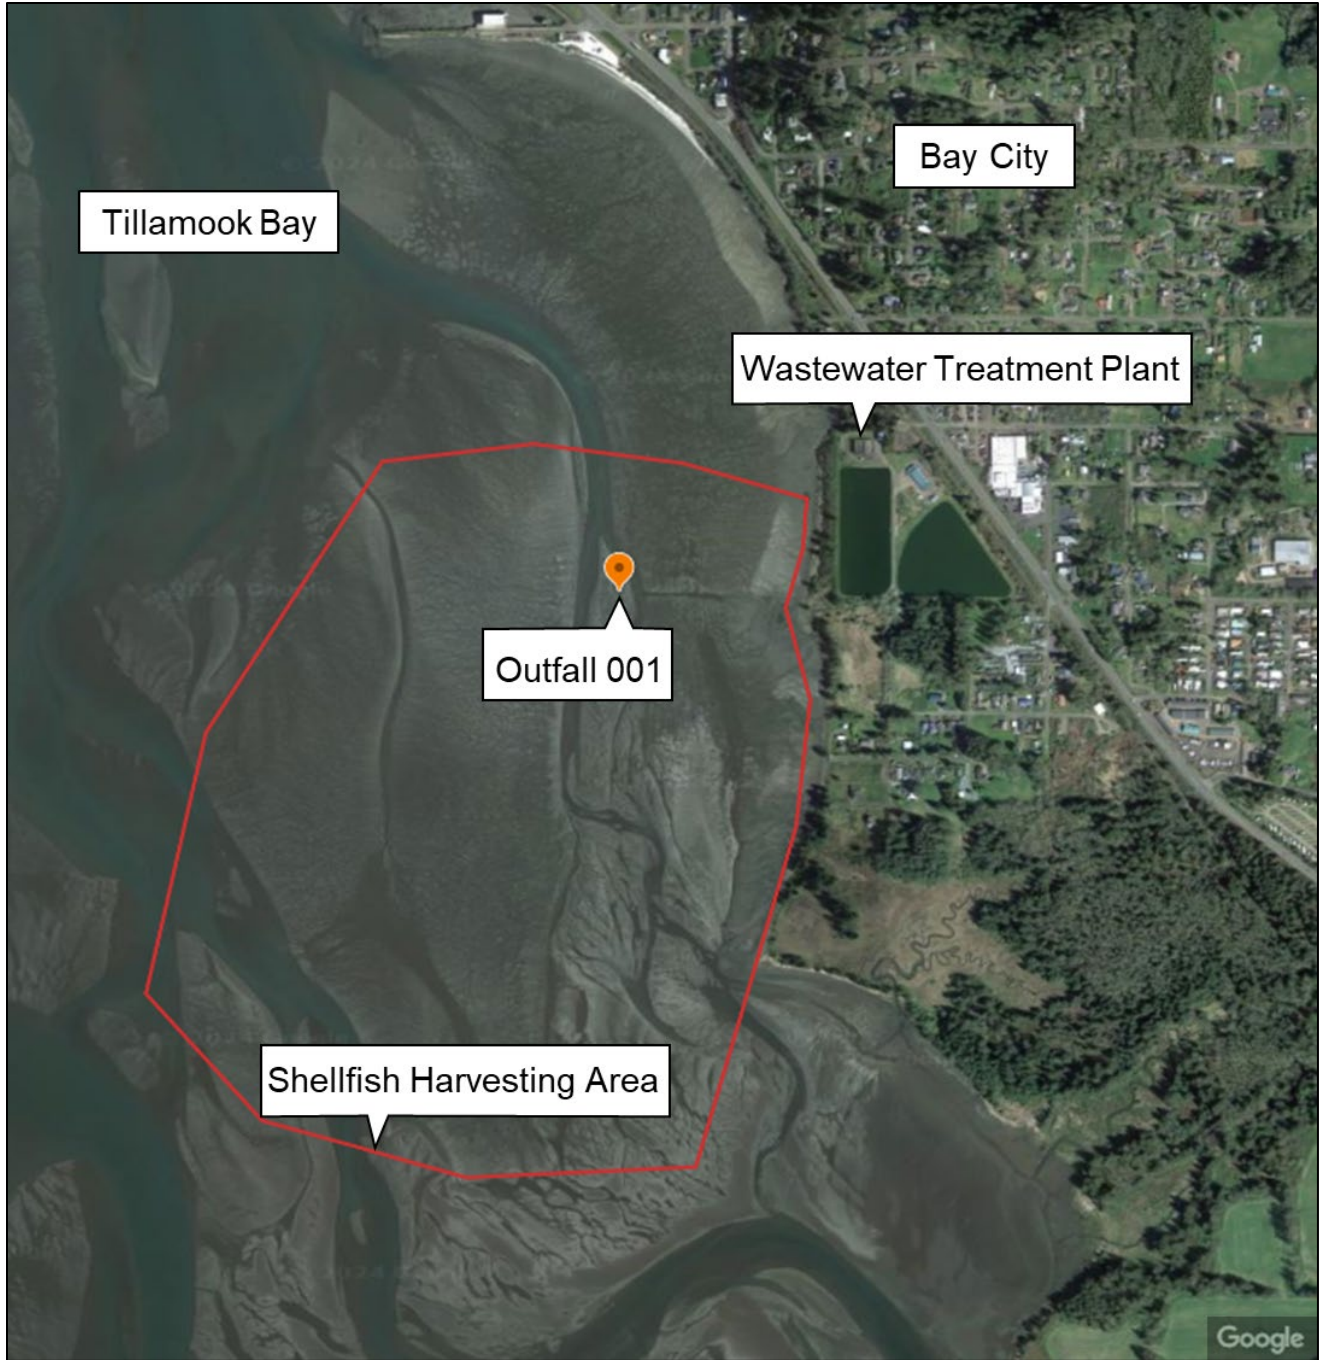 Bay City
Tillamook Bay
Wastewater Treatment Plant
Outfall 001
Shellfish Harvesting Area
Google